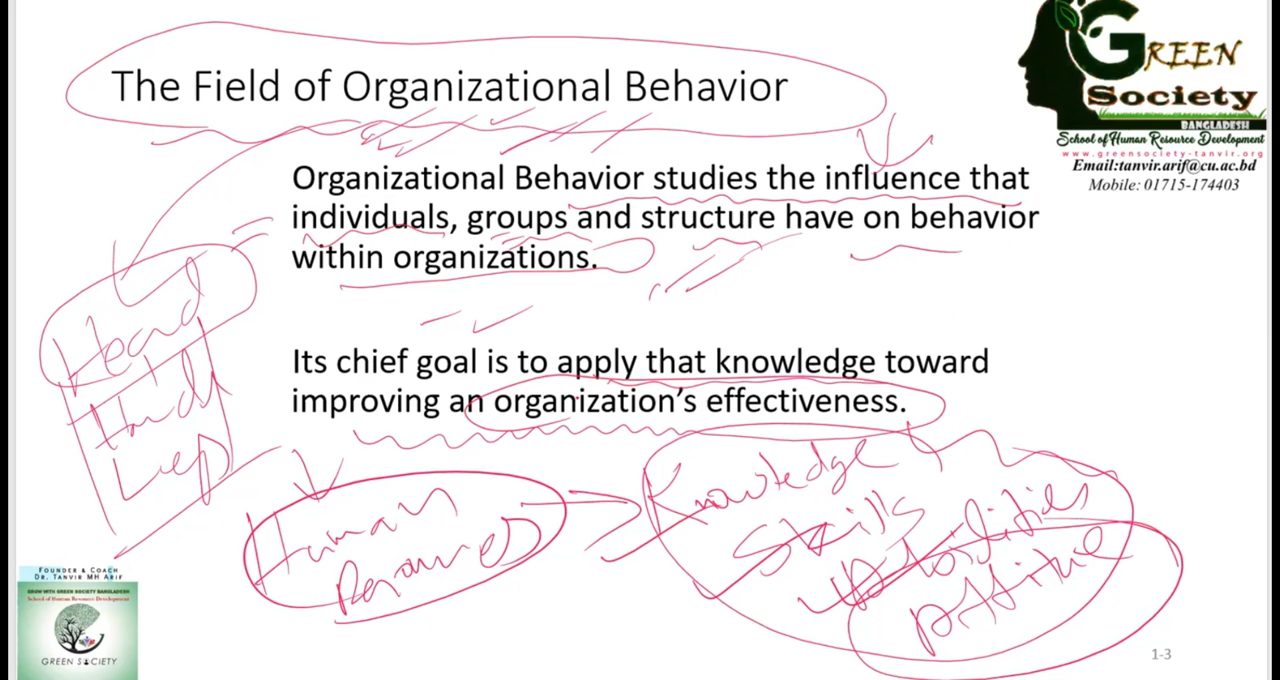 The Field of Organizational Behavior
GREEN
Society
BANGLADESH
School of Human Resource Development
www.greensociety-tanvir.org
Email:tanvir.arif@cu.ac.bd
Mobile: 01715-174403
Organizational Behavior studies the influence that
individuals, groups and structure have on behavior
within organizations.
Its chief goal is to apply that knowledge toward
improving an organization's effectiveness.
Head
Legs
Human
Knowledge
Skills
Abilities
FOUNDER & COACH
DR. TANVIR MH ARIF
GROW WITH GREEN SOCIETY BANGLADESH
School of Human Resource Development
GREEN SOCIETY
1-3